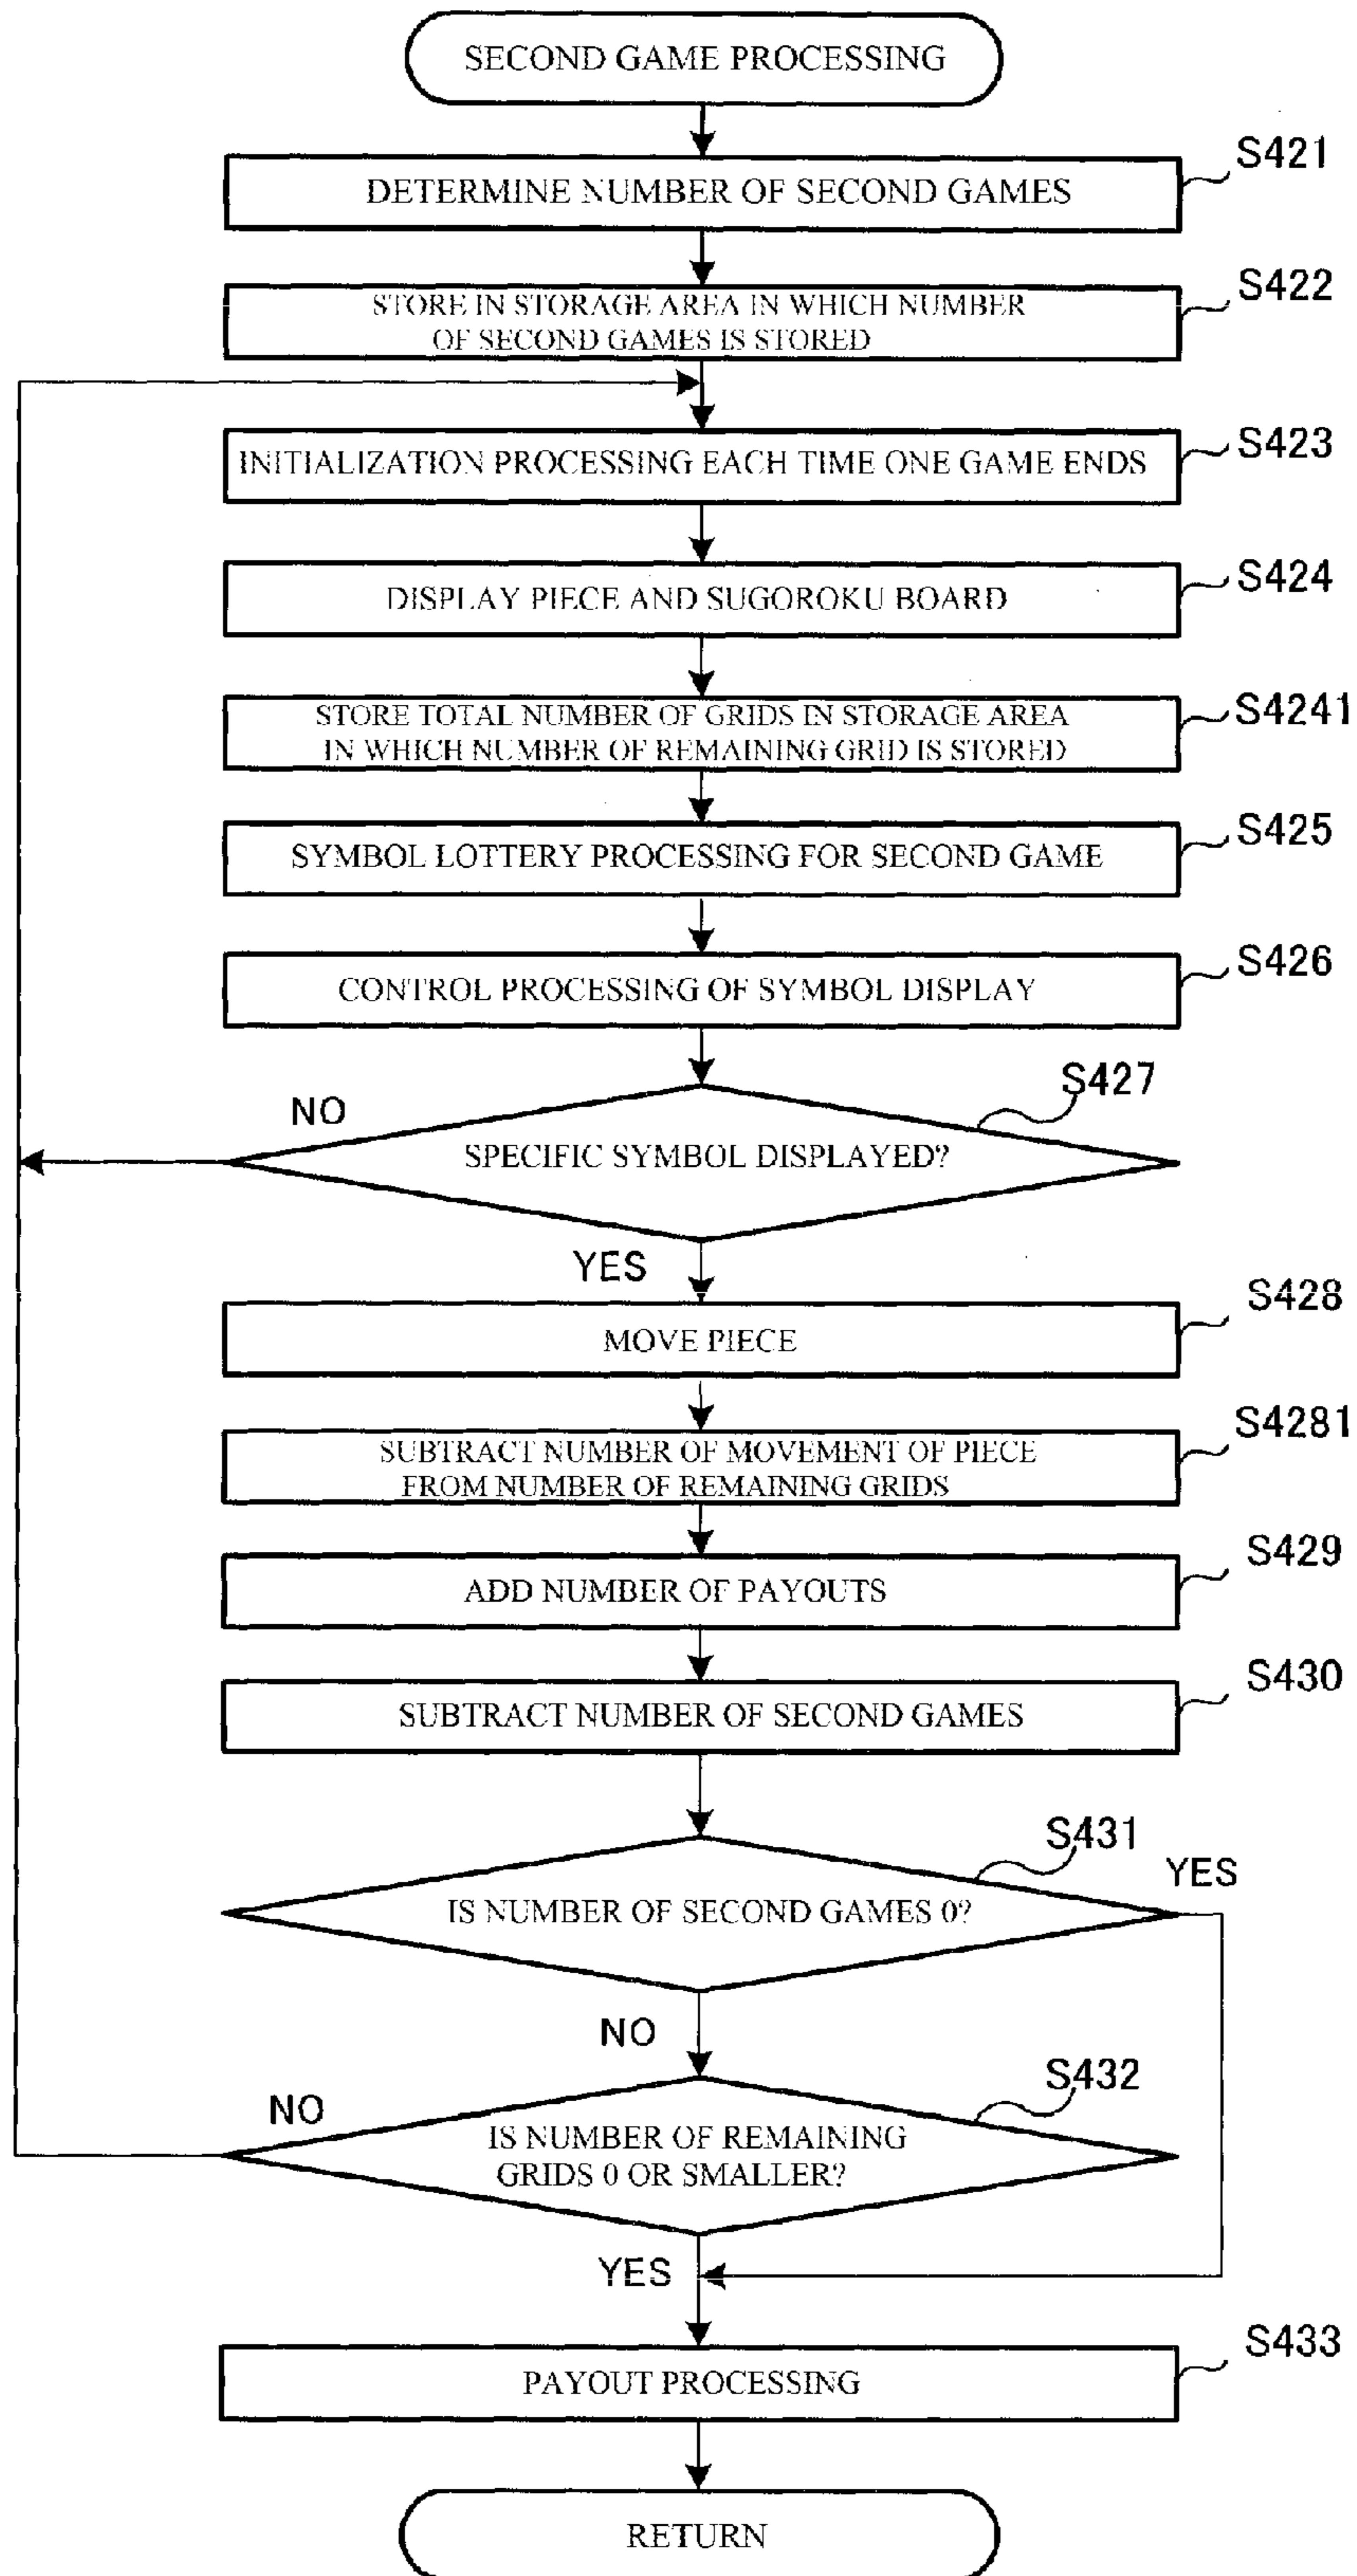 SECOND GAME PROCESSING
S421
DETERMINE NUMBER OF SECOND GAMES
S422
STORE IN STORAGE AREA IN WHICH NUMBER
OF SECOND GAMES IS STORED
S423
INITIALIZATION PROCESSING EACH TIME ONE GAME ENDS
S424
DISPLAY PIECE AND SUGOROKU BOARD
S4241
STORE TOTAL NUMBER OF GRIDS IN STORAGE AREA
IN WHICH NUMBER OF REMAINING GRID IS STORED
S425
SYMBOL LOTTERY PROCESSING FOR SECOND GAME
S426
CONTROL PROCESSING OF SYMBOL DISPLAY
S427
NO
SPECIFIC SYMBOL DISPLAYED?
YES
S428
MOVE PIECE
S4281
SUBTRACT NUMBER OF MOVEMENT OF PIECE
FROM NUMBER OF REMAINING GRIDS
S429
ADD NUMBER OF PAYOUTS
S430
SUBTRACT NUMBER OF SECOND GAMES
S431
YES
IS NUMBER OF SECOND GAMES 0?
NO
S432
NO
IS NUMBER OF REMAINING
GRIDS 0 OR SMALLER?
YES
S433
PAYOUT PROCESSING
RETURN